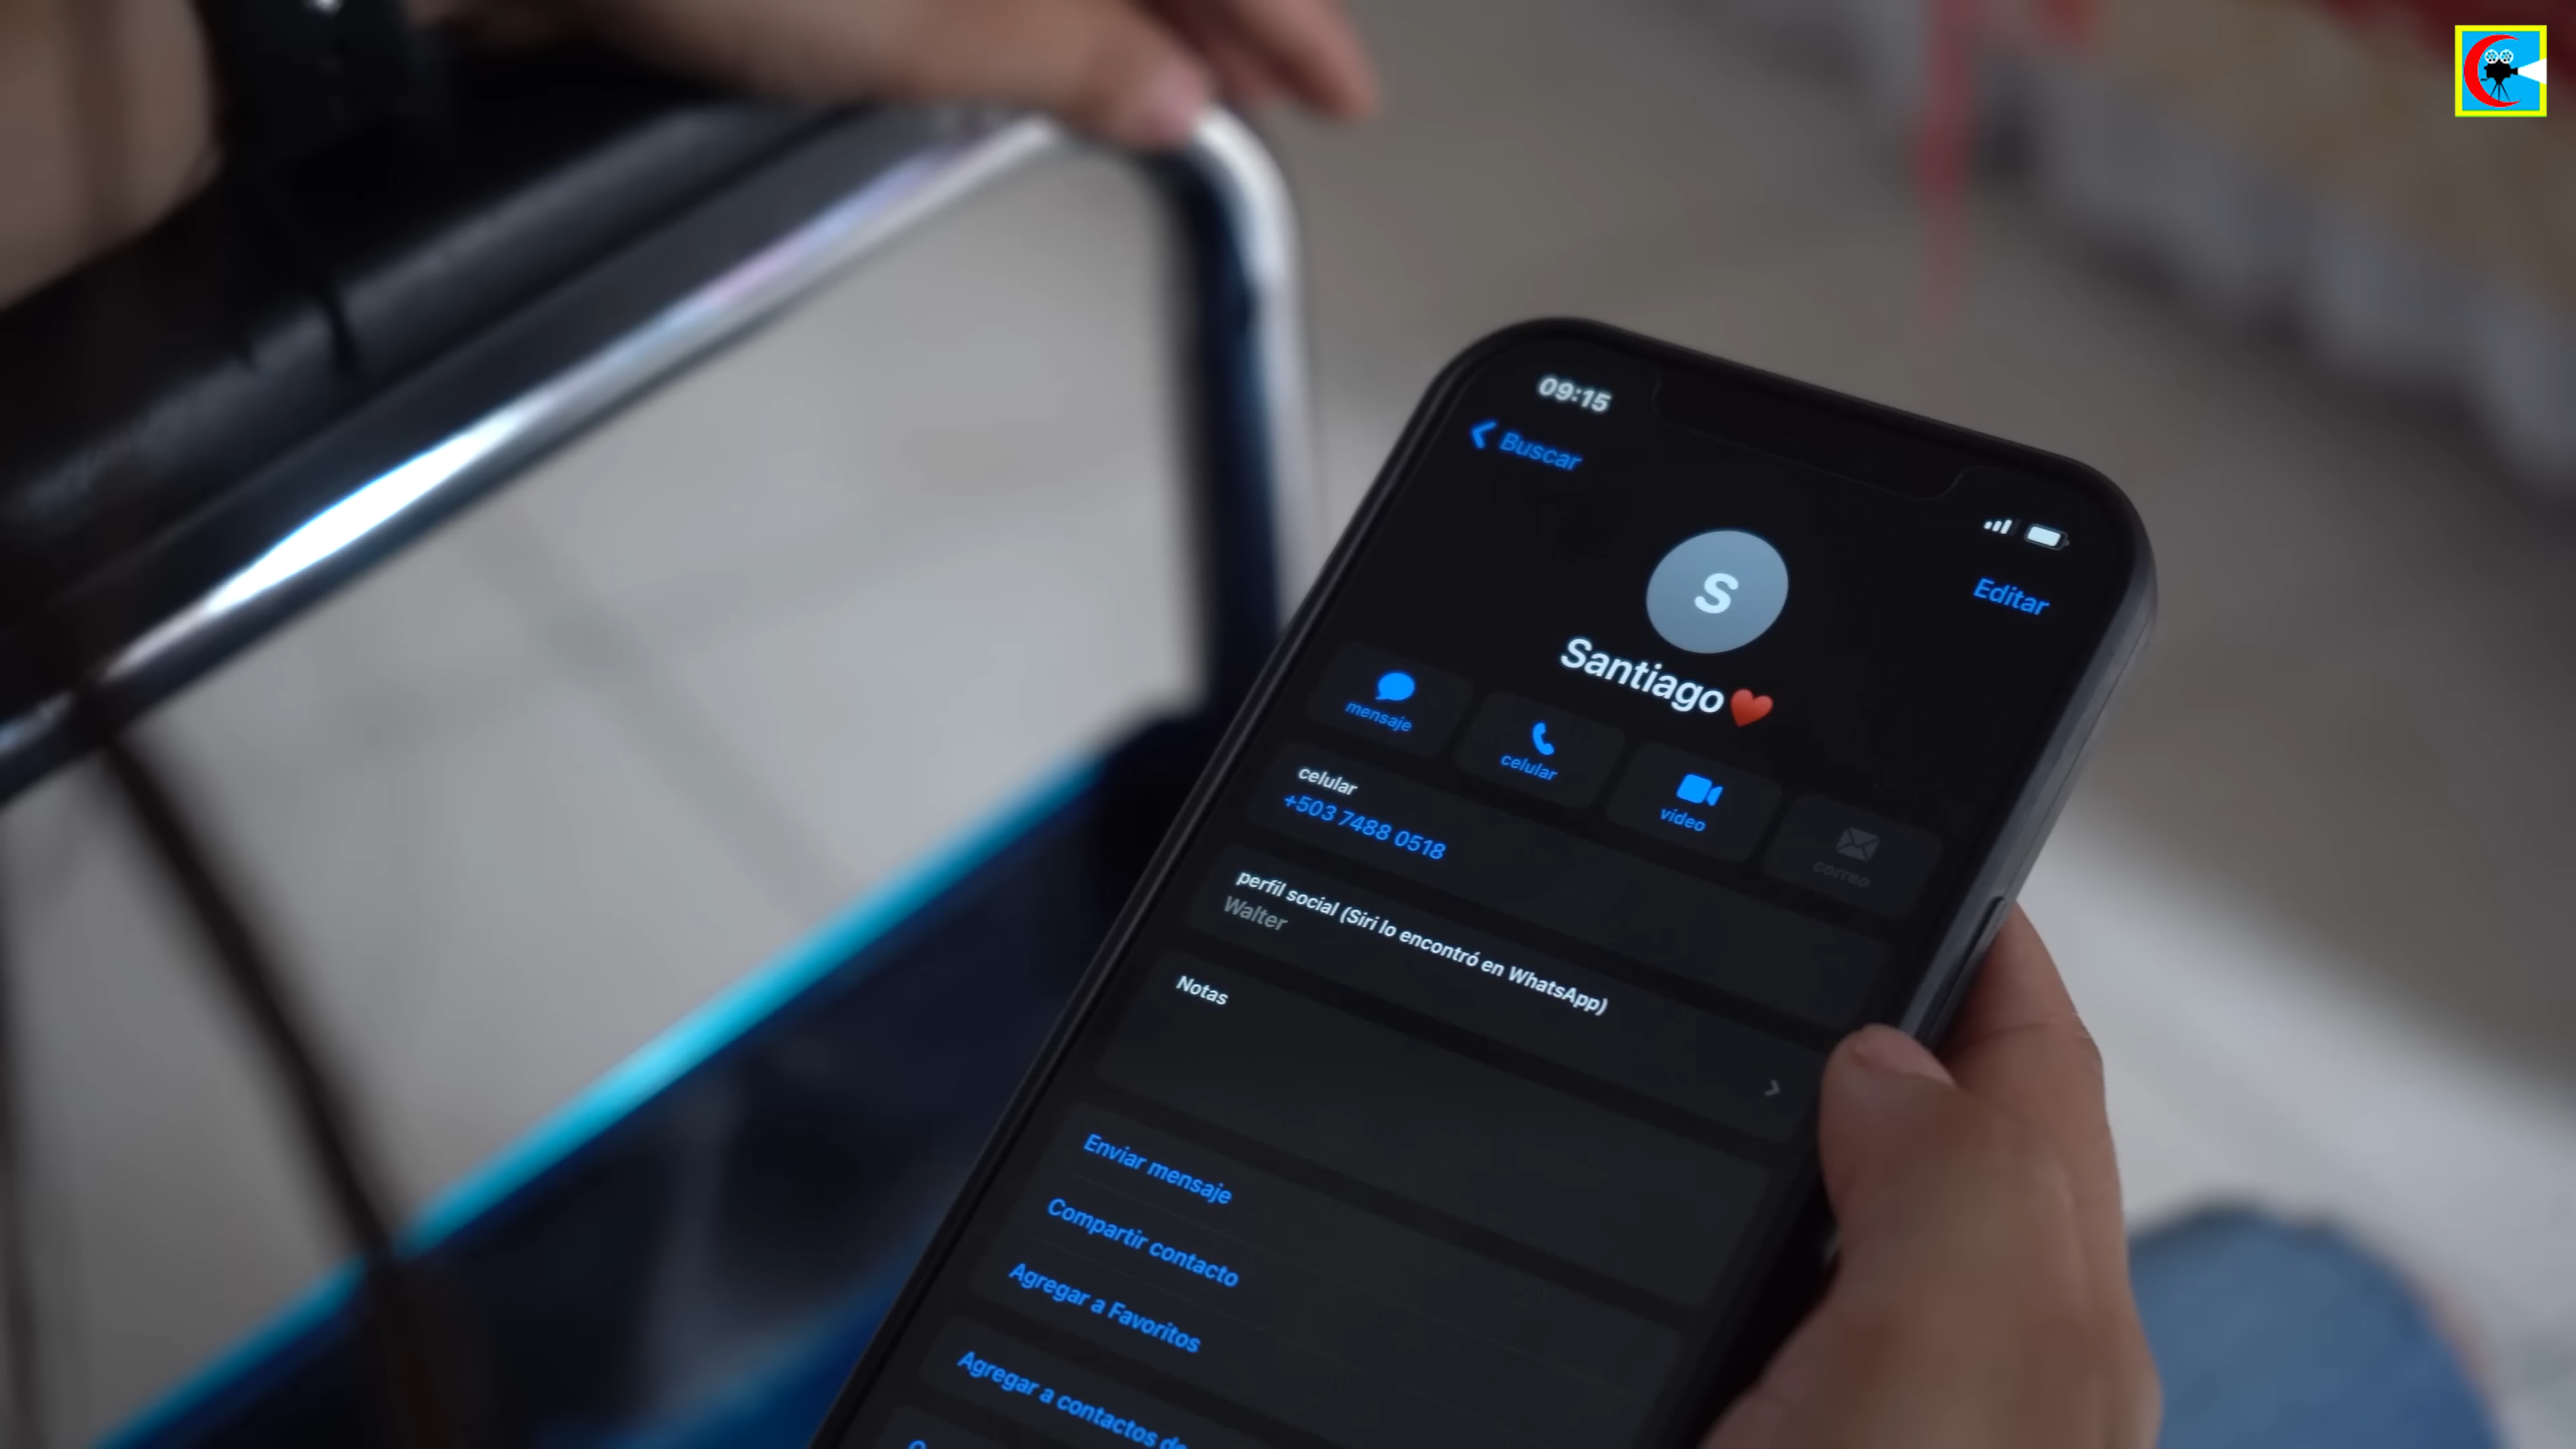 09:15
Buscar
Editar
S
Santiago ❤️
mensaje
celular
video
correo
celular
+503 7488 0518
perfil social (Siri lo encontró en WhatsApp)
Walter
Notas
Enviar mensaje
Compartir contacto
Agregar a Favoritos
Agregar a contactos de